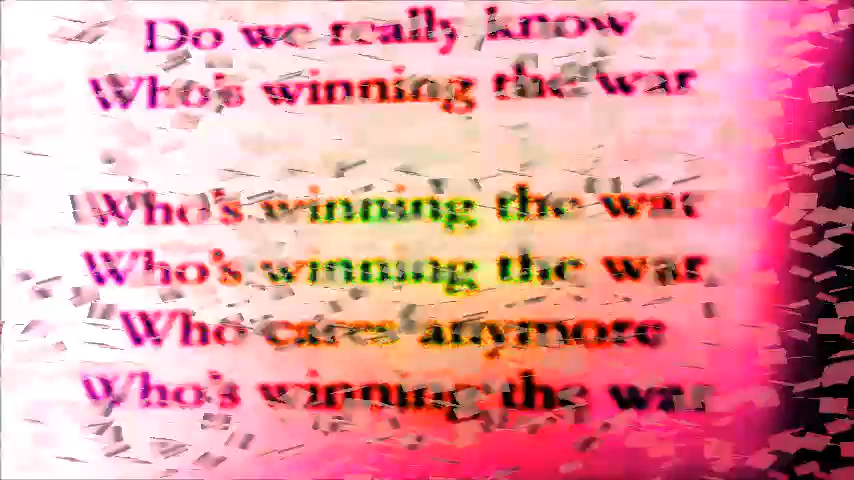 Do we really know
Who's winning the war
Who's winning the war
Who's winning the war
Who cares anymore
Who's winning the war